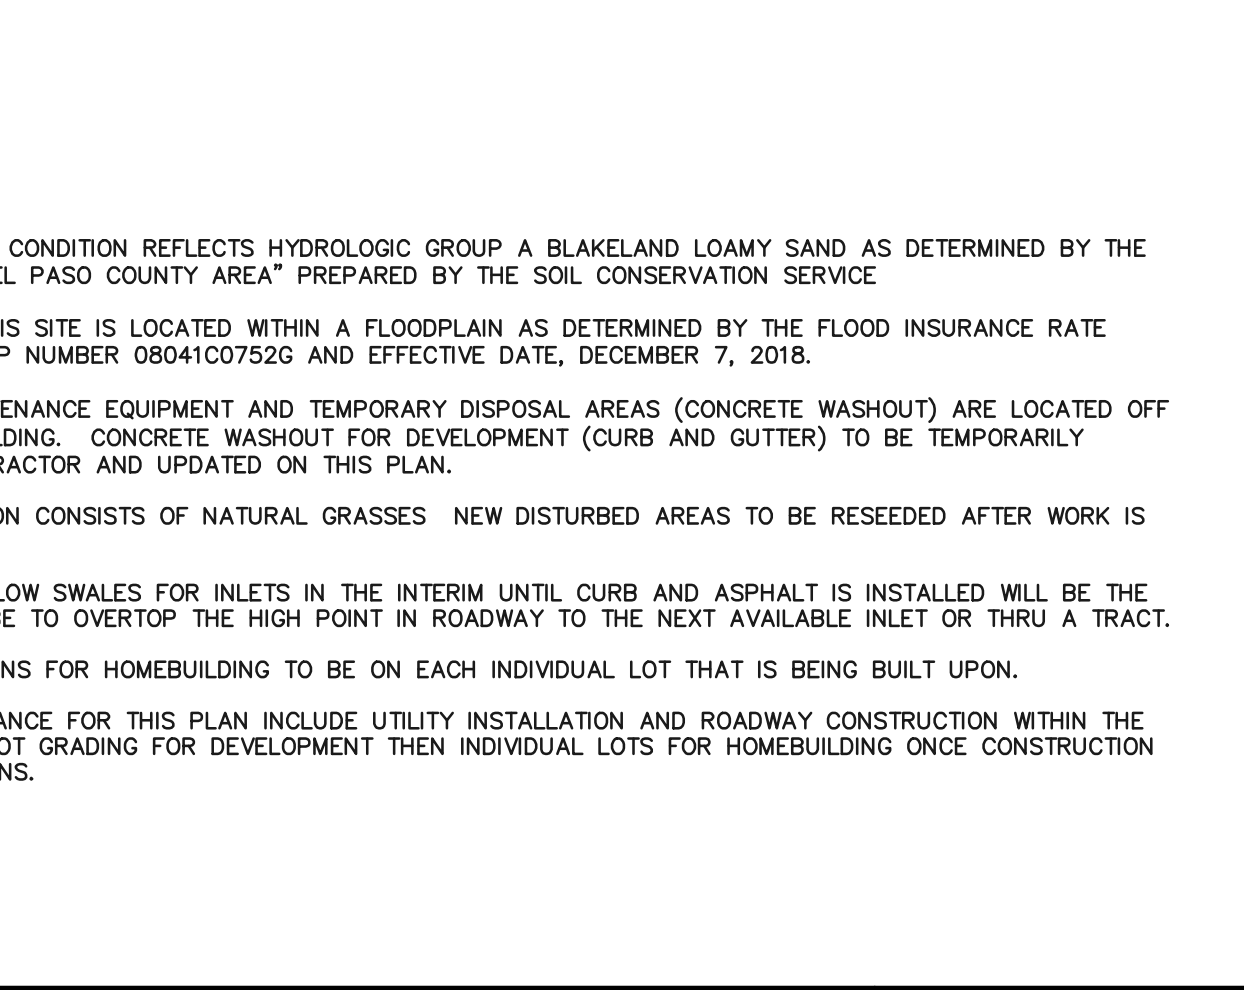 CONDITION REFLECTS HYDROLOGIC GROUP A BLAKELAND LOAMY SAND AS DETERMINED BY THE
EL PASO COUNTY AREA” PREPARED BY THE SOIL CONSERVATION SERVICE
IS SITE IS LOCATED WITHIN A FLOODPLAIN AS DETERMINED BY THE FLOOD INSURANCE RATE
P NUMBER 08041C0752G AND EFFECTIVE DATE, DECEMBER 7, 2018.
TENANCE EQUIPMENT AND TEMPORARY DISPOSAL AREAS (CONCRETE WASHOUT) ARE LOCATED OFF
LDING. CONCRETE WASHOUT FOR DEVELOPMENT (CURB AND GUTTER) TO BE TEMPORARILY
RACTOR AND UPDATED ON THIS PLAN.
ON CONSISTS OF NATURAL GRASSES NEW DISTURBED AREAS TO BE RESEEDED AFTER WORK IS
LOW SWALES FOR INLETS IN THE INTERIM UNTIL CURB AND ASPHALT IS INSTALLED WILL BE THE
BE TO OVERTOP THE HIGH POINT IN ROADWAY TO THE NEXT AVAILABLE INLET OR THRU A TRACT.
NS FOR HOMEBUILDING TO BE ON EACH INDIVIDUAL LOT THAT IS BEING BUILT UPON.
ANCE FOR THIS PLAN INCLUDE UTILITY INSTALLATION AND ROADWAY CONSTRUCTION WITHIN THE
OT GRADING FOR DEVELOPMENT THEN INDIVIDUAL LOTS FOR HOMEBUILDING ONCE CONSTRUCTION
NS.